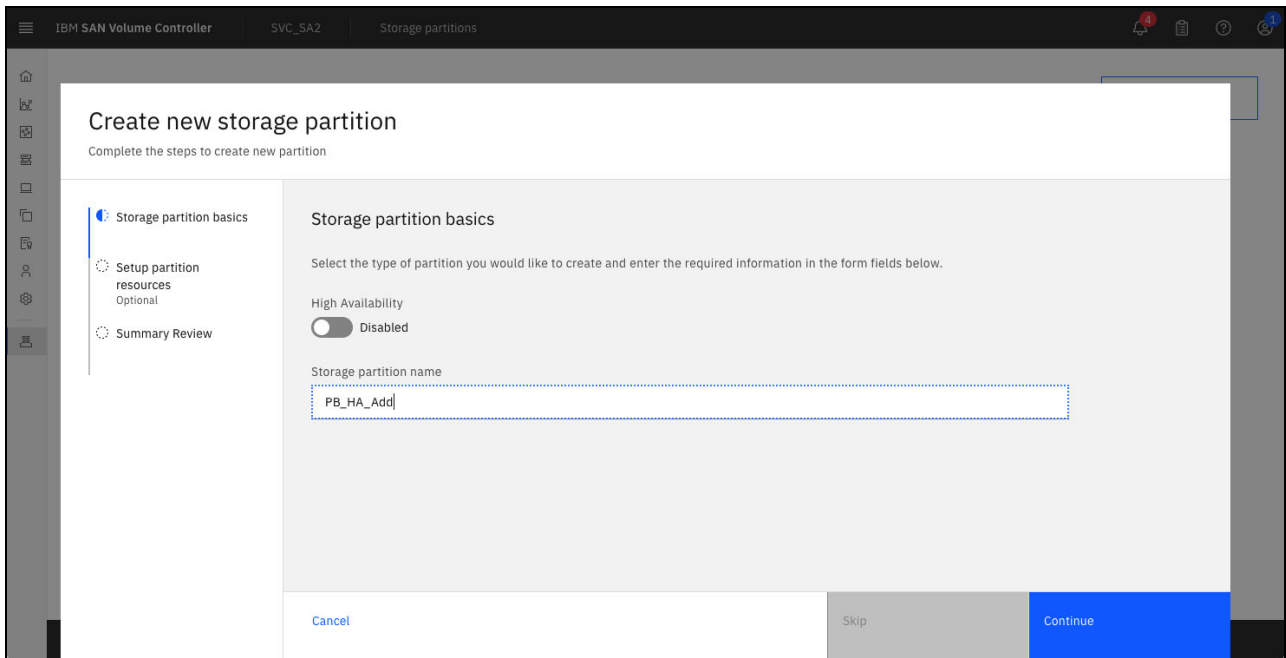 IBM SAN Volume Controller SVC_SA2 Storage partitions 4 1
Create new storage partition
Complete the steps to create new partition
Storage partition basics
Setup partition
resources
Optional
Summary Review
Storage partition basics
Select the type of partition you would like to create and enter the required information in the form fields below.
High Availability
Disabled
Storage partition name
PB_HA_Add
Cancel
Skip
Continue